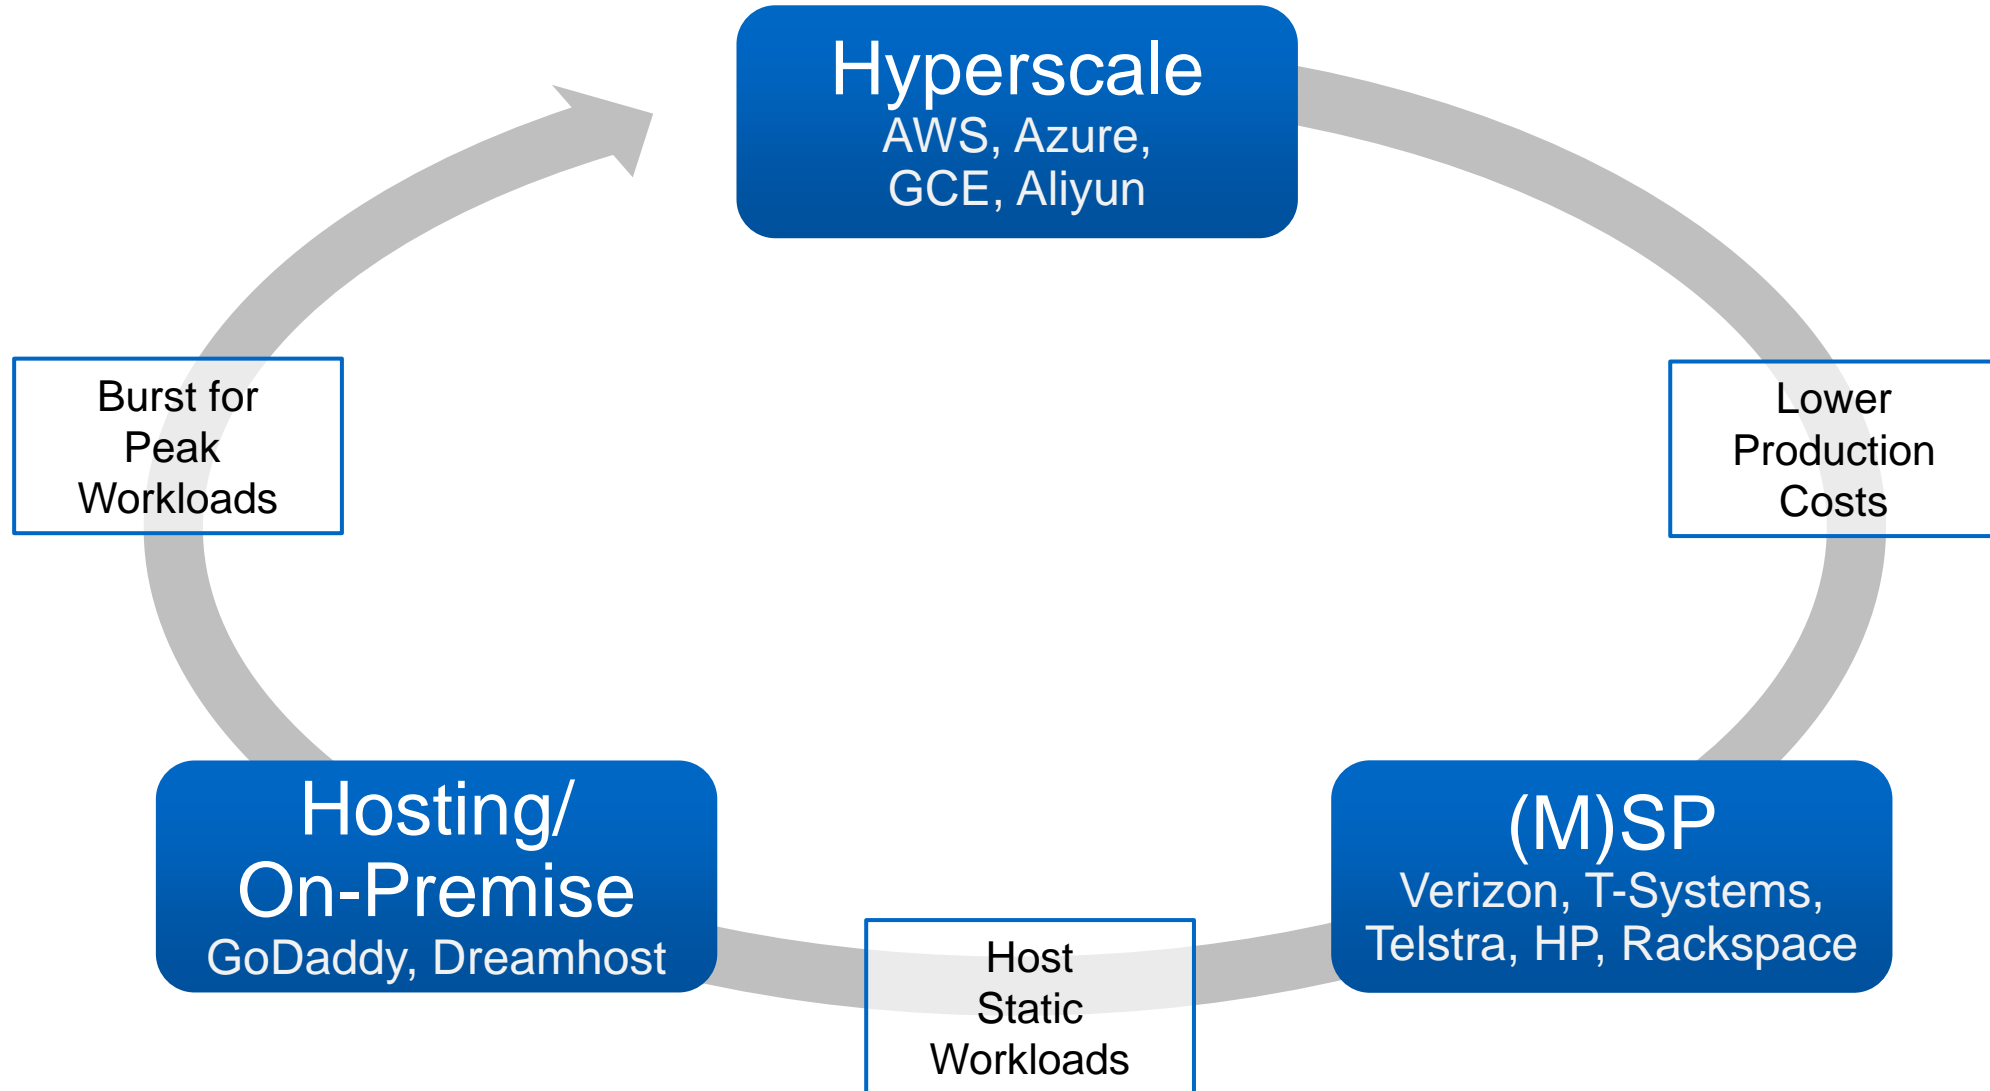 Hyperscale
AWS, Azure,
GCE, Aliyun
Burst for
Peak
Workloads
Lower
Production
Costs
Hosting/
On-Premise
GoDaddy, Dreamhost
(M)SP
Verizon, T-Systems,
Telstra, HP, Rackspace
Host
Static
Workloads